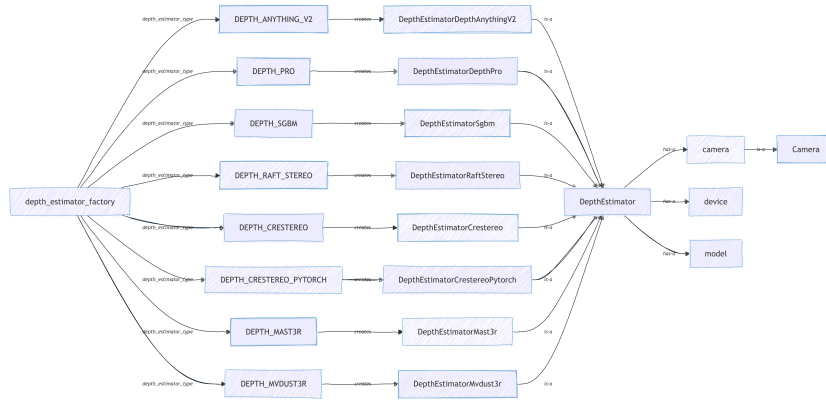 depth_estimator_type DEPTH_ANYTHING_V2 creates DepthEstimatorDepthAnythingV2 is-a
depth_estimator_type DEPTH_PRO creates DepthEstimatorDepthPro is-a
depth_estimator_type DEPTH_SGBM creates DepthEstimatorSgbm is-a
has-a camera is-a Camera
depth_estimator_type DEPTH_RAFT_STEREO creates DepthEstimatorRaftStereo is-a
depth_estimator_factory DepthEstimator has-a device
depth_estimator_type DEPTH_CRESTEREO creates DepthEstimatorCrestereo is-a
has-a model
depth_estimator_type DEPTH_CRESTEREO_PYTORCH creates DepthEstimatorCrestereoPytorch is-a
depth_estimator_type DEPTH_MAST3R creates DepthEstimatorMast3r is-a
depth_estimator_type DEPTH_MVDUST3R creates DepthEstimatorMvdust3r is-a